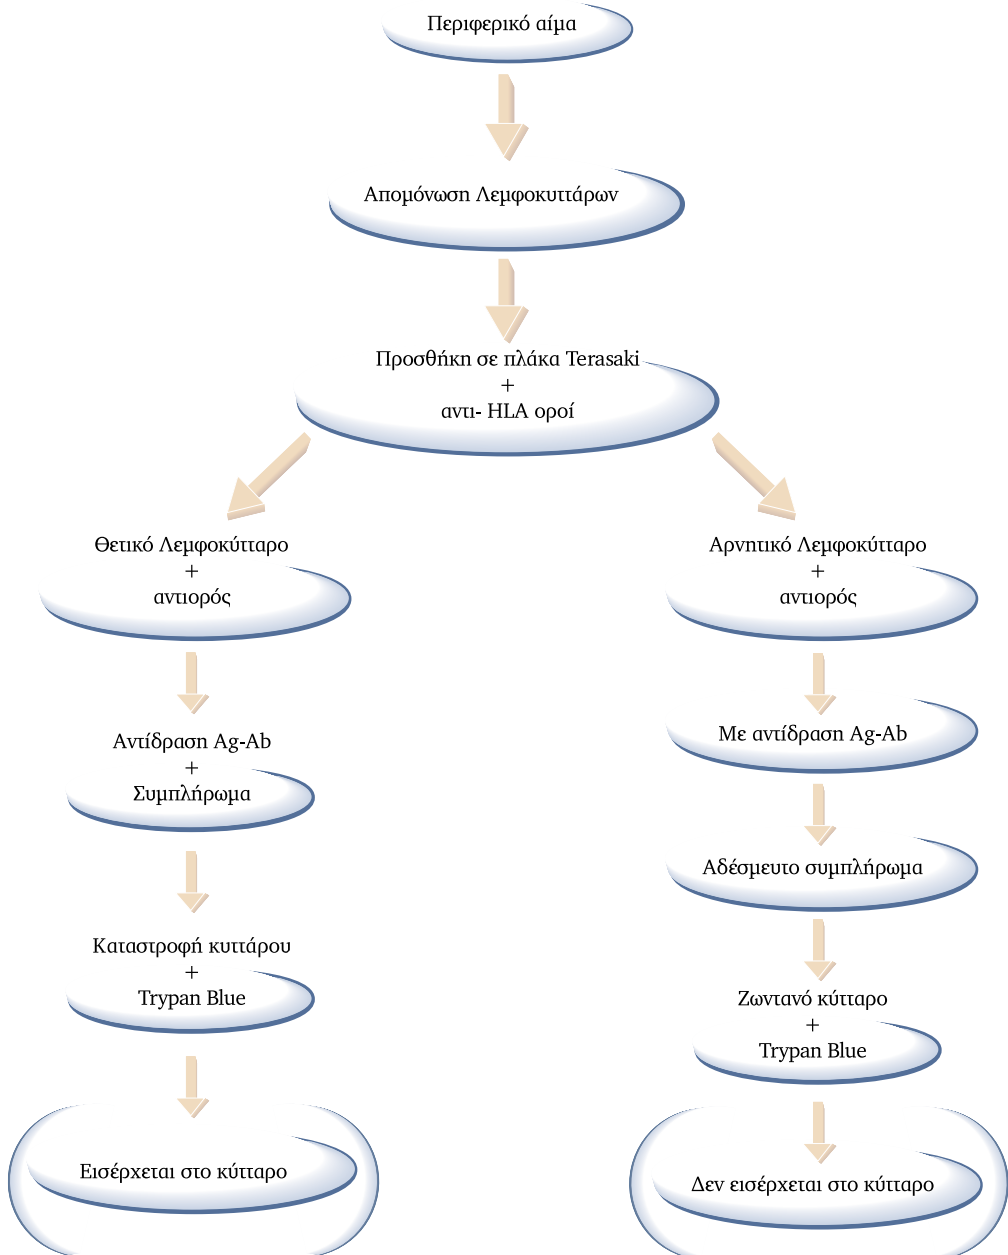 Περιφερικό αίμα
Απομόνωση Λεμφοκυττάρων
Προσθήκη σε πλάκα Terasaki
+
αντι- HLA οροί
Θετικό Λεμφοκύτταρο
+
αντιορός
Αντίδραση Ag-Ab
+
Συμπλήρωμα
Καταστροφή κυττάρου
+
Trypan Blue
Εισέρχεται στο κύτταρο
Αρνητικό Λεμφοκύτταρο
+
αντιορός
Με αντίδραση Ag-Ab
Αδέσμευτο συμπλήρωμα
Ζωντανό κύτταρο
+
Trypan Blue
Δεν εισέρχεται στο κύτταρο